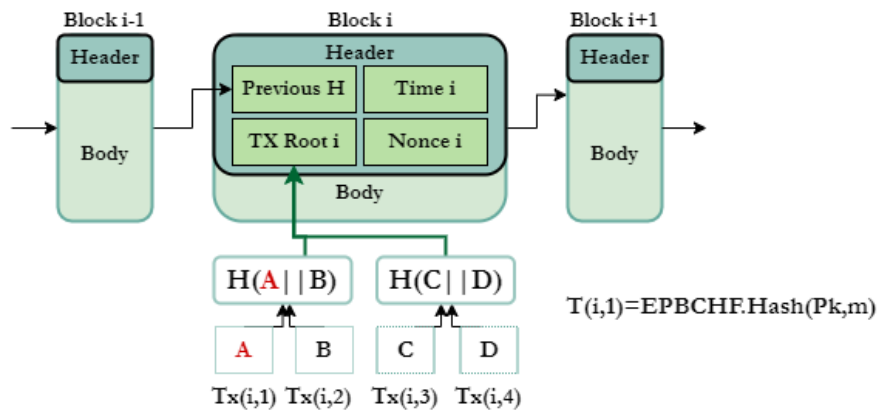 Block i-1
Block i
Block i+1
Header
Header
Header
Previous H
Time i
TX Root i
Nonce i
Body
Body
Body
H(A||B)
H(C||D)
T(i,1)=EPBCHF.Hash(Pk,m)
A
B
C
D
Tx(i,1)
Tx(i,2)
Tx(i,3)
Tx(i,4)